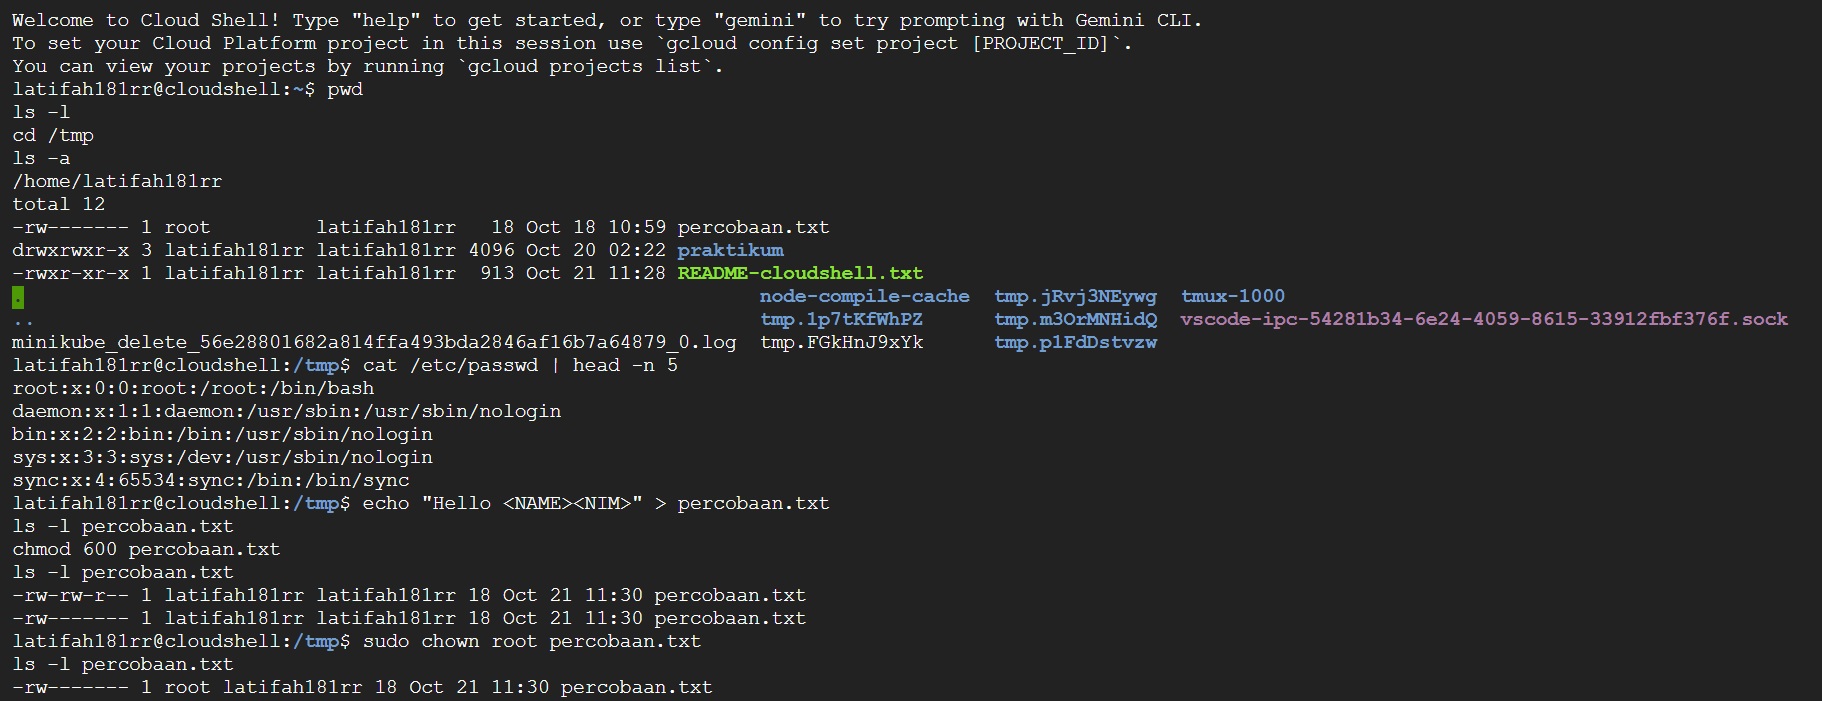 Welcome to Cloud Shell! Type "help" to get started, or type "gemini" to try prompting with Gemini CLI.
To set your Cloud Platform project in this session use `gcloud config set project [PROJECT_ID]`.
You can view your projects by running `gcloud projects list`.
latifah181rr@cloudshell:~$ pwd
ls -l
cd /tmp
ls -a
/home/latifah181rr
total 12
-rw------- 1 root         latifah181rr   18 Oct 18 10:59 percobaan.txt
drwxrwxr-x 3 latifah181rr latifah181rr 4096 Oct 20 02:22 praktikum
-rwxr-xr-x 1 latifah181rr latifah181rr  913 Oct 21 11:28 README-cloudshell.txt
.                                                               node-compile-cache  tmp.jRvj3NEywg  tmux-1000
..                                                              tmp.1p7tKfWhPZ      tmp.m3OrMNHidQ  vscode-ipc-54281b34-6e24-4059-8615-33912fbf376f.sock
minikube_delete_56e28801682a814ffa493bda2846af16b7a64879_0.log  tmp.FGkHnJ9xYk      tmp.p1FdDstvzw
latifah181rr@cloudshell:/tmp$ cat /etc/passwd | head -n 5
root:x:0:0:root:/root:/bin/bash
daemon:x:1:1:daemon:/usr/sbin:/usr/sbin/nologin
bin:x:2:2:bin:/bin:/usr/sbin/nologin
sys:x:3:3:sys:/dev:/usr/sbin/nologin
sync:x:4:65534:sync:/bin:/bin/sync
latifah181rr@cloudshell:/tmp$ echo "Hello <NAME><NIM>" > percobaan.txt
ls -l percobaan.txt
chmod 600 percobaan.txt
ls -l percobaan.txt
-rw-rw-r-- 1 latifah181rr latifah181rr 18 Oct 21 11:30 percobaan.txt
-rw------- 1 latifah181rr latifah181rr 18 Oct 21 11:30 percobaan.txt
latifah181rr@cloudshell:/tmp$ sudo chown root percobaan.txt
ls -l percobaan.txt
-rw------- 1 root latifah181rr 18 Oct 21 11:30 percobaan.txt